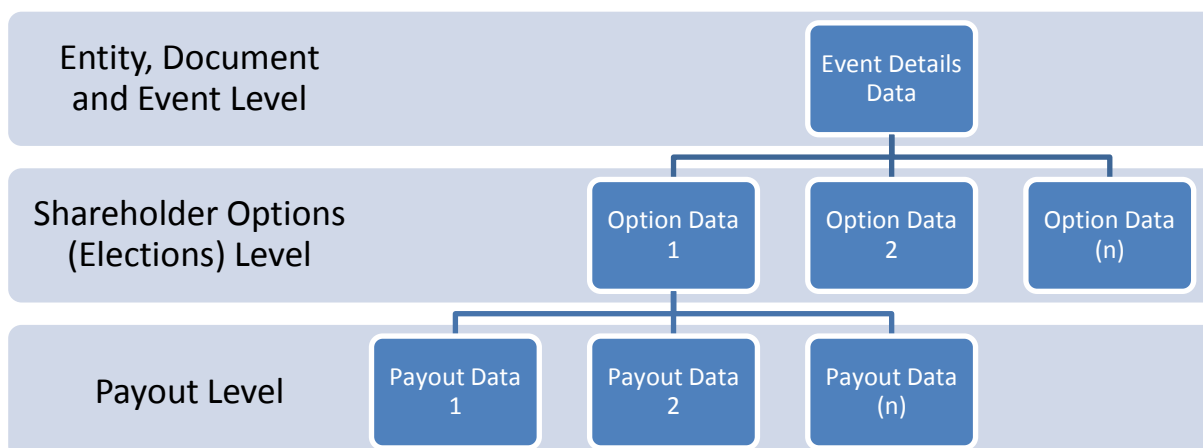 Entity, Document
and Event Level
Event Details
Data
Shareholder Options
(Elections) Level
Option Data
1
Option Data
2
Option Data
(n)
Payout Level
Payout Data
1
Payout Data
2
Payout Data
(n)